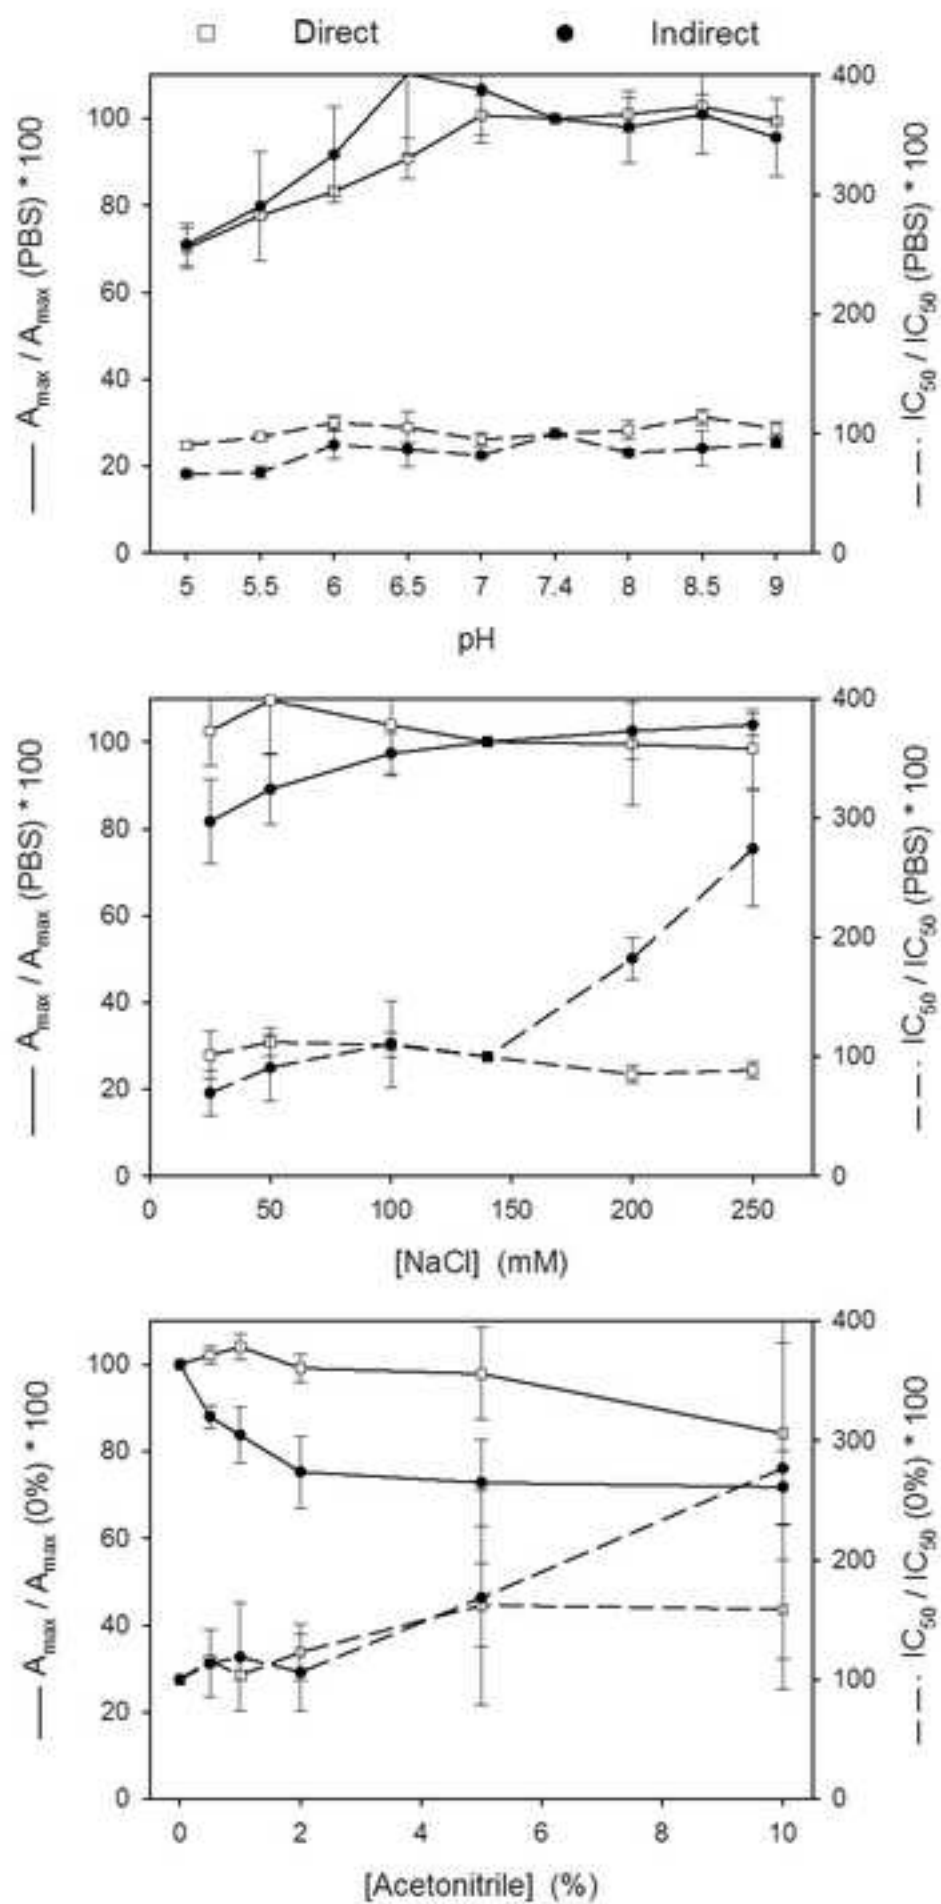 Direct Indirect
A_max / A_max (PBS) * 100
100
80
60
40
20
0
400
300
200
100
0
IC_50 / IC_50 (PBS) * 100
5 5.5 6 6.5 7 7.4 8 8.5 9
pH
A_max / A_max (PBS) * 100
100
80
60
40
20
0
400
300
200
100
0
IC_50 / IC_50 (PBS) * 100
0 50 100 150 200 250
[NaCl] (mM)
A_max / A_max (0%) * 100
100
80
60
40
20
0
400
300
200
100
0
IC_50 / IC_50 (0%) * 100
0 2 4 6 8 10
[Acetonitrile] (%)